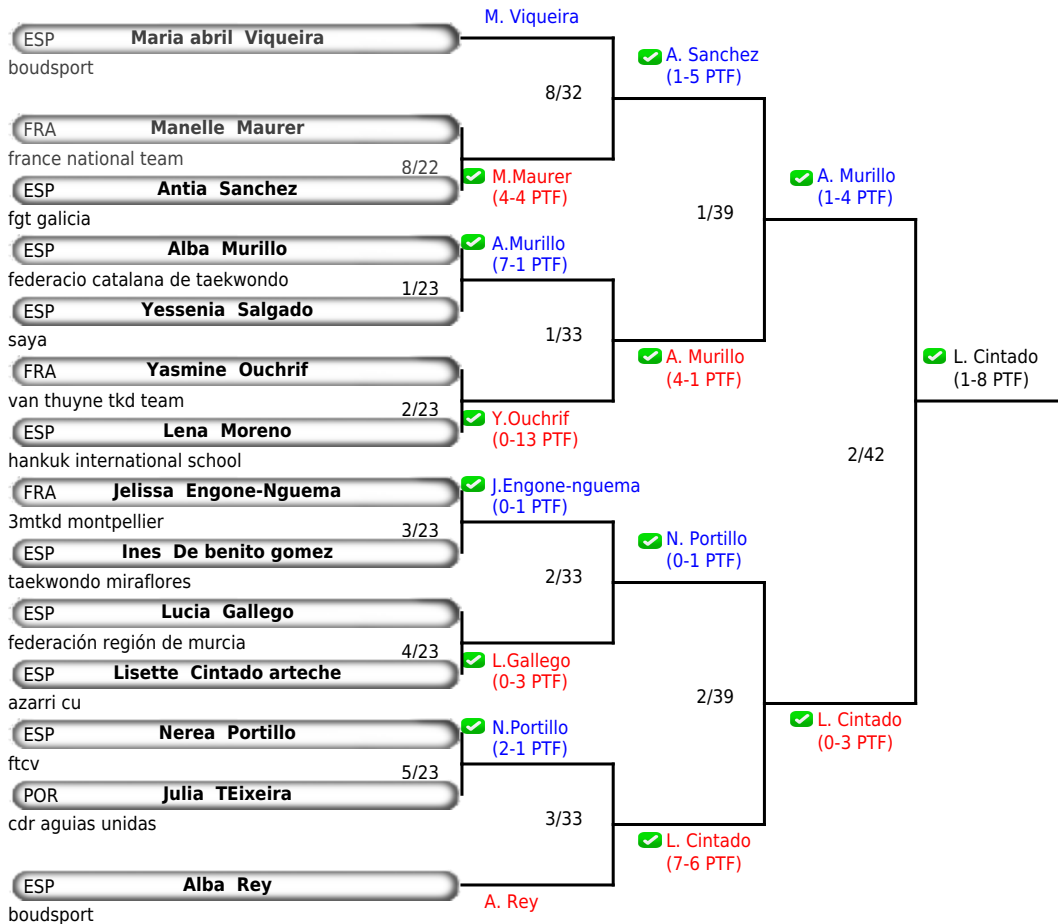 M. Viqueira
ESP Maria abril Viqueira
boudsport
A. Sanchez
(1-5 PTF)
8/32
FRA Manelle Maurer
france national team
8/22
M.Maurer
(4-4 PTF)
ESP Antia Sanchez
fgt galicia
A. Murillo
(1-4 PTF)
1/39
ESP Alba Murillo
federacio catalana de taekwondo
A.Murillo
(7-1 PTF)
1/23
ESP Yessenia Salgado
saya
1/33
FRA Yasmine Ouchrif
van thuyne tkd team
A. Murillo
(4-1 PTF)
L. Cintado
(1-8 PTF)
2/23
Y.Ouchrif
(0-13 PTF)
ESP Lena Moreno
hankuk international school
2/42
FRA Jelissa Engone-Nguema
3mtkd montpellier
J.Engone-nguema
(0-1 PTF)
3/23
ESP Ines De benito gomez
taekwondo miraflores
N. Portillo
(0-1 PTF)
2/33
ESP Lucia Gallego
federación región de murcia
4/23
L.Gallego
(0-3 PTF)
ESP Lisette Cintado arteche
azarri cu
2/39
ESP Nerea Portillo
ftcv
N.Portillo
(2-1 PTF)
L. Cintado
(0-3 PTF)
5/23
POR Julia TEixeira
cdr aguias unidas
3/33
L. Cintado
(7-6 PTF)
ESP Alba Rey
boudsport
A. Rey